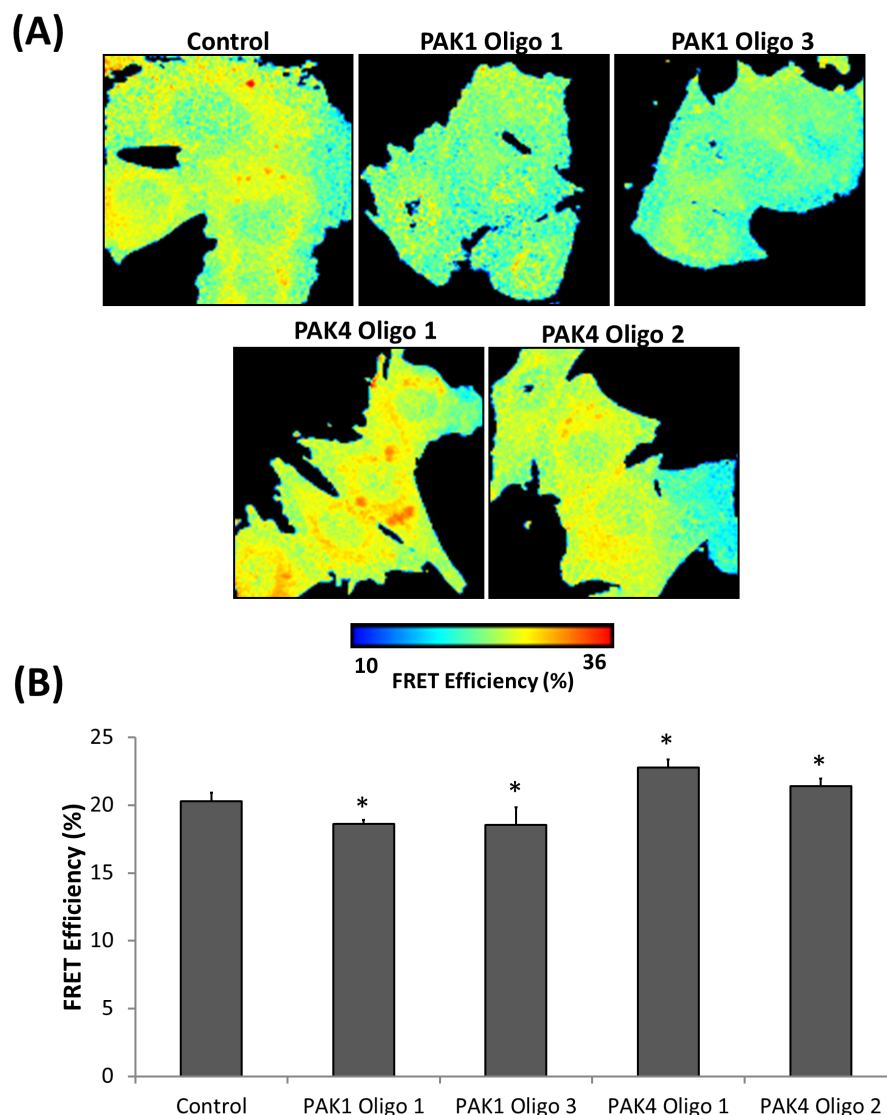 (A)
Control PAK1 Oligo 1 PAK1 Oligo 3
PAK4 Oligo 1 PAK4 Oligo 2
10 36
FRET Efficiency (%)
(B)
FRET Efficiency (%)
25
20
15
10
5
0
* * * *
Control PAK1 Oligo 1 PAK1 Oligo 3 PAK4 Oligo 1 PAK4 Oligo 2